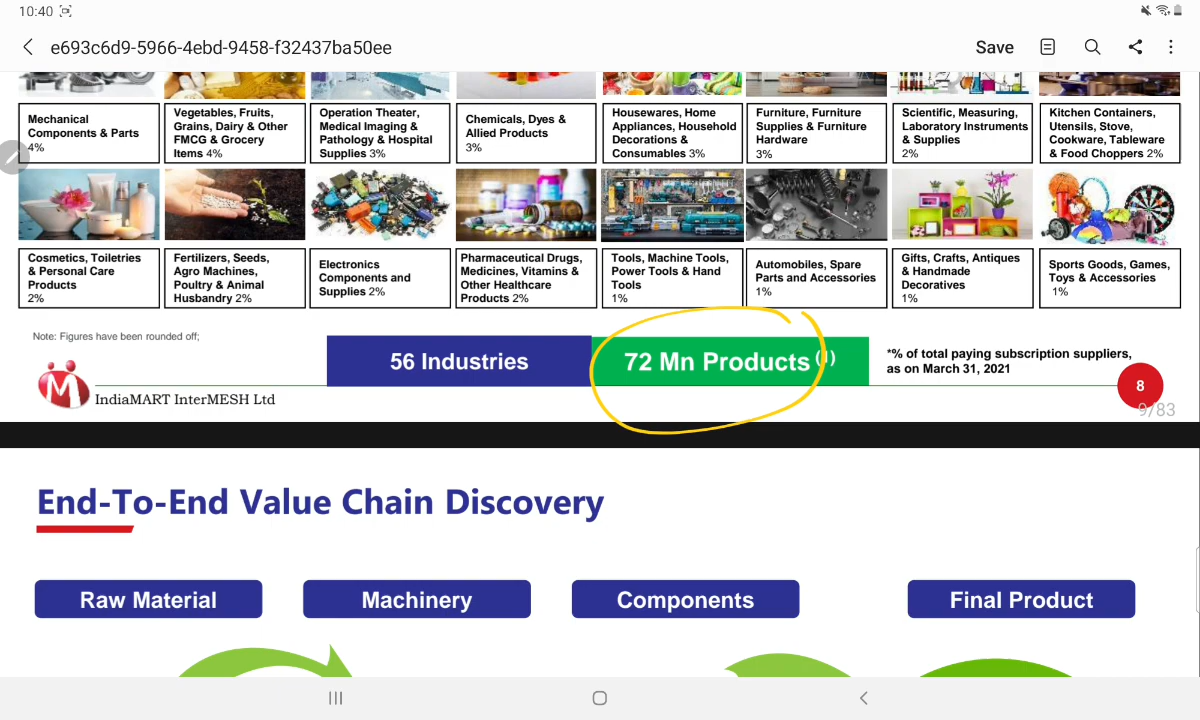 10:40
e693c6d9-5966-4ebd-9458-f32437ba50ee
Save
Mechanical
Components & Parts
4%
Vegetables, Fruits,
Grains, Dairy & Other
FMCG & Grocery
Items 4%
Operation Theater,
Medical Imaging &
Pathology & Hospital
Supplies 3%
Chemicals, Dyes &
Allied Products
3%
Housewares, Home
Appliances, Household
Decorations &
Consumables 3%
Furniture, Furniture
Supplies & Furniture
Hardware
3%
Scientific, Measuring,
Laboratory Instruments
& Supplies
2%
Kitchen Containers,
Utensils, Stove,
Cookware, Tableware
& Food Choppers 2%
Cosmetics, Toiletries
& Personal Care
Products
2%
Fertilizers, Seeds,
Agro Machines,
Poultry & Animal
Husbandry 2%
Electronics
Components and
Supplies 2%
Pharmaceutical Drugs,
Medicines, Vitamins &
Other Healthcare
Products 2%
Tools, Machine Tools,
Power Tools & Hand
Tools
1%
Automobiles, Spare
Parts and Accessories
1%
Gifts, Crafts, Antiques
& Handmade
Decoratives
1%
Sports Goods, Games,
Toys & Accessories
1%
Note: Figures have been rounded off;
56 Industries
72 Mn Products (1)
*% of total paying subscription suppliers,
as on March 31, 2021
8
IndiaMART InterMESH Ltd
9/83
End-To-End Value Chain Discovery
Raw Material
Machinery
Components
Final Product